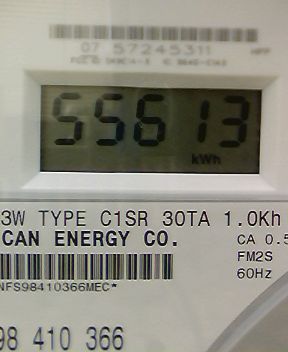 07 57245311
55613
kWh
3W TYPE C1SR 30TA 1.0Kh
CAN ENERGY CO.
CA 0.5
FM2S
60Hz
NFS98410366MEC*
98 410 366